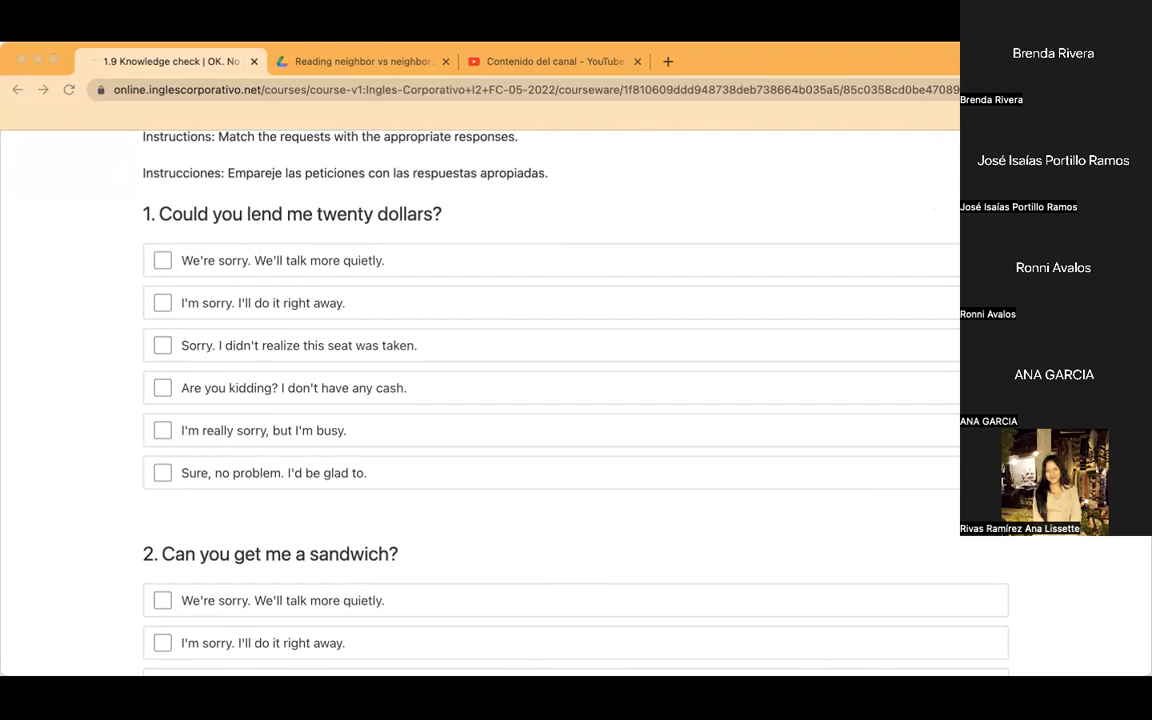 1.9 Knowledge check | OK. No
Reading neighbor vs neighbor
Contenido del canal - YouTube
online.inglescorporativo.net/courses/course-v1:Ingles-Corporativo+I2+FC-05-2022/courseware/1f810609ddd948738deb738664b035a5/85c0358cd0be47089
Instructions: Match the requests with the appropriate responses.
Instrucciones: Empareje las peticiones con las respuestas apropiadas.
1. Could you lend me twenty dollars?
We're sorry. We'll talk more quietly.
I'm sorry. I'll do it right away.
Sorry. I didn't realize this seat was taken.
Are you kidding? I don't have any cash.
I'm really sorry, but I'm busy.
Sure, no problem. I'd be glad to.
2. Can you get me a sandwich?
We're sorry. We'll talk more quietly.
I'm sorry. I'll do it right away.
Brenda Rivera
Brenda Rivera
José Isaías Portillo Ramos
José Isaías Portillo Ramos
Ronni Avalos
Ronni Avalos
ANA GARCIA
ANA GARCIA
Rivas Ramírez Ana Lissette